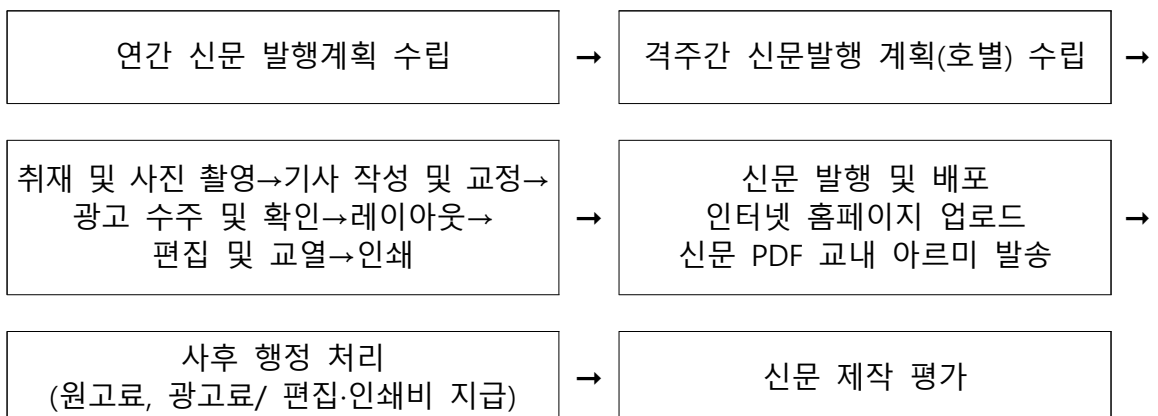 연간 신문 발행계획 수립 → 격주간 신문발행 계획(호별) 수립 →
취재 및 사진 촬영→기사 작성 및 교정→
광고 수주 및 확인→레이아웃→
편집 및 교열→인쇄
→
신문 발행 및 배포
인터넷 홈페이지 업로드
신문 PDF 교내 아르미 발송
→
사후 행정 처리
(원고료, 광고료/ 편집·인쇄비 지급)
→
신문 제작 평가